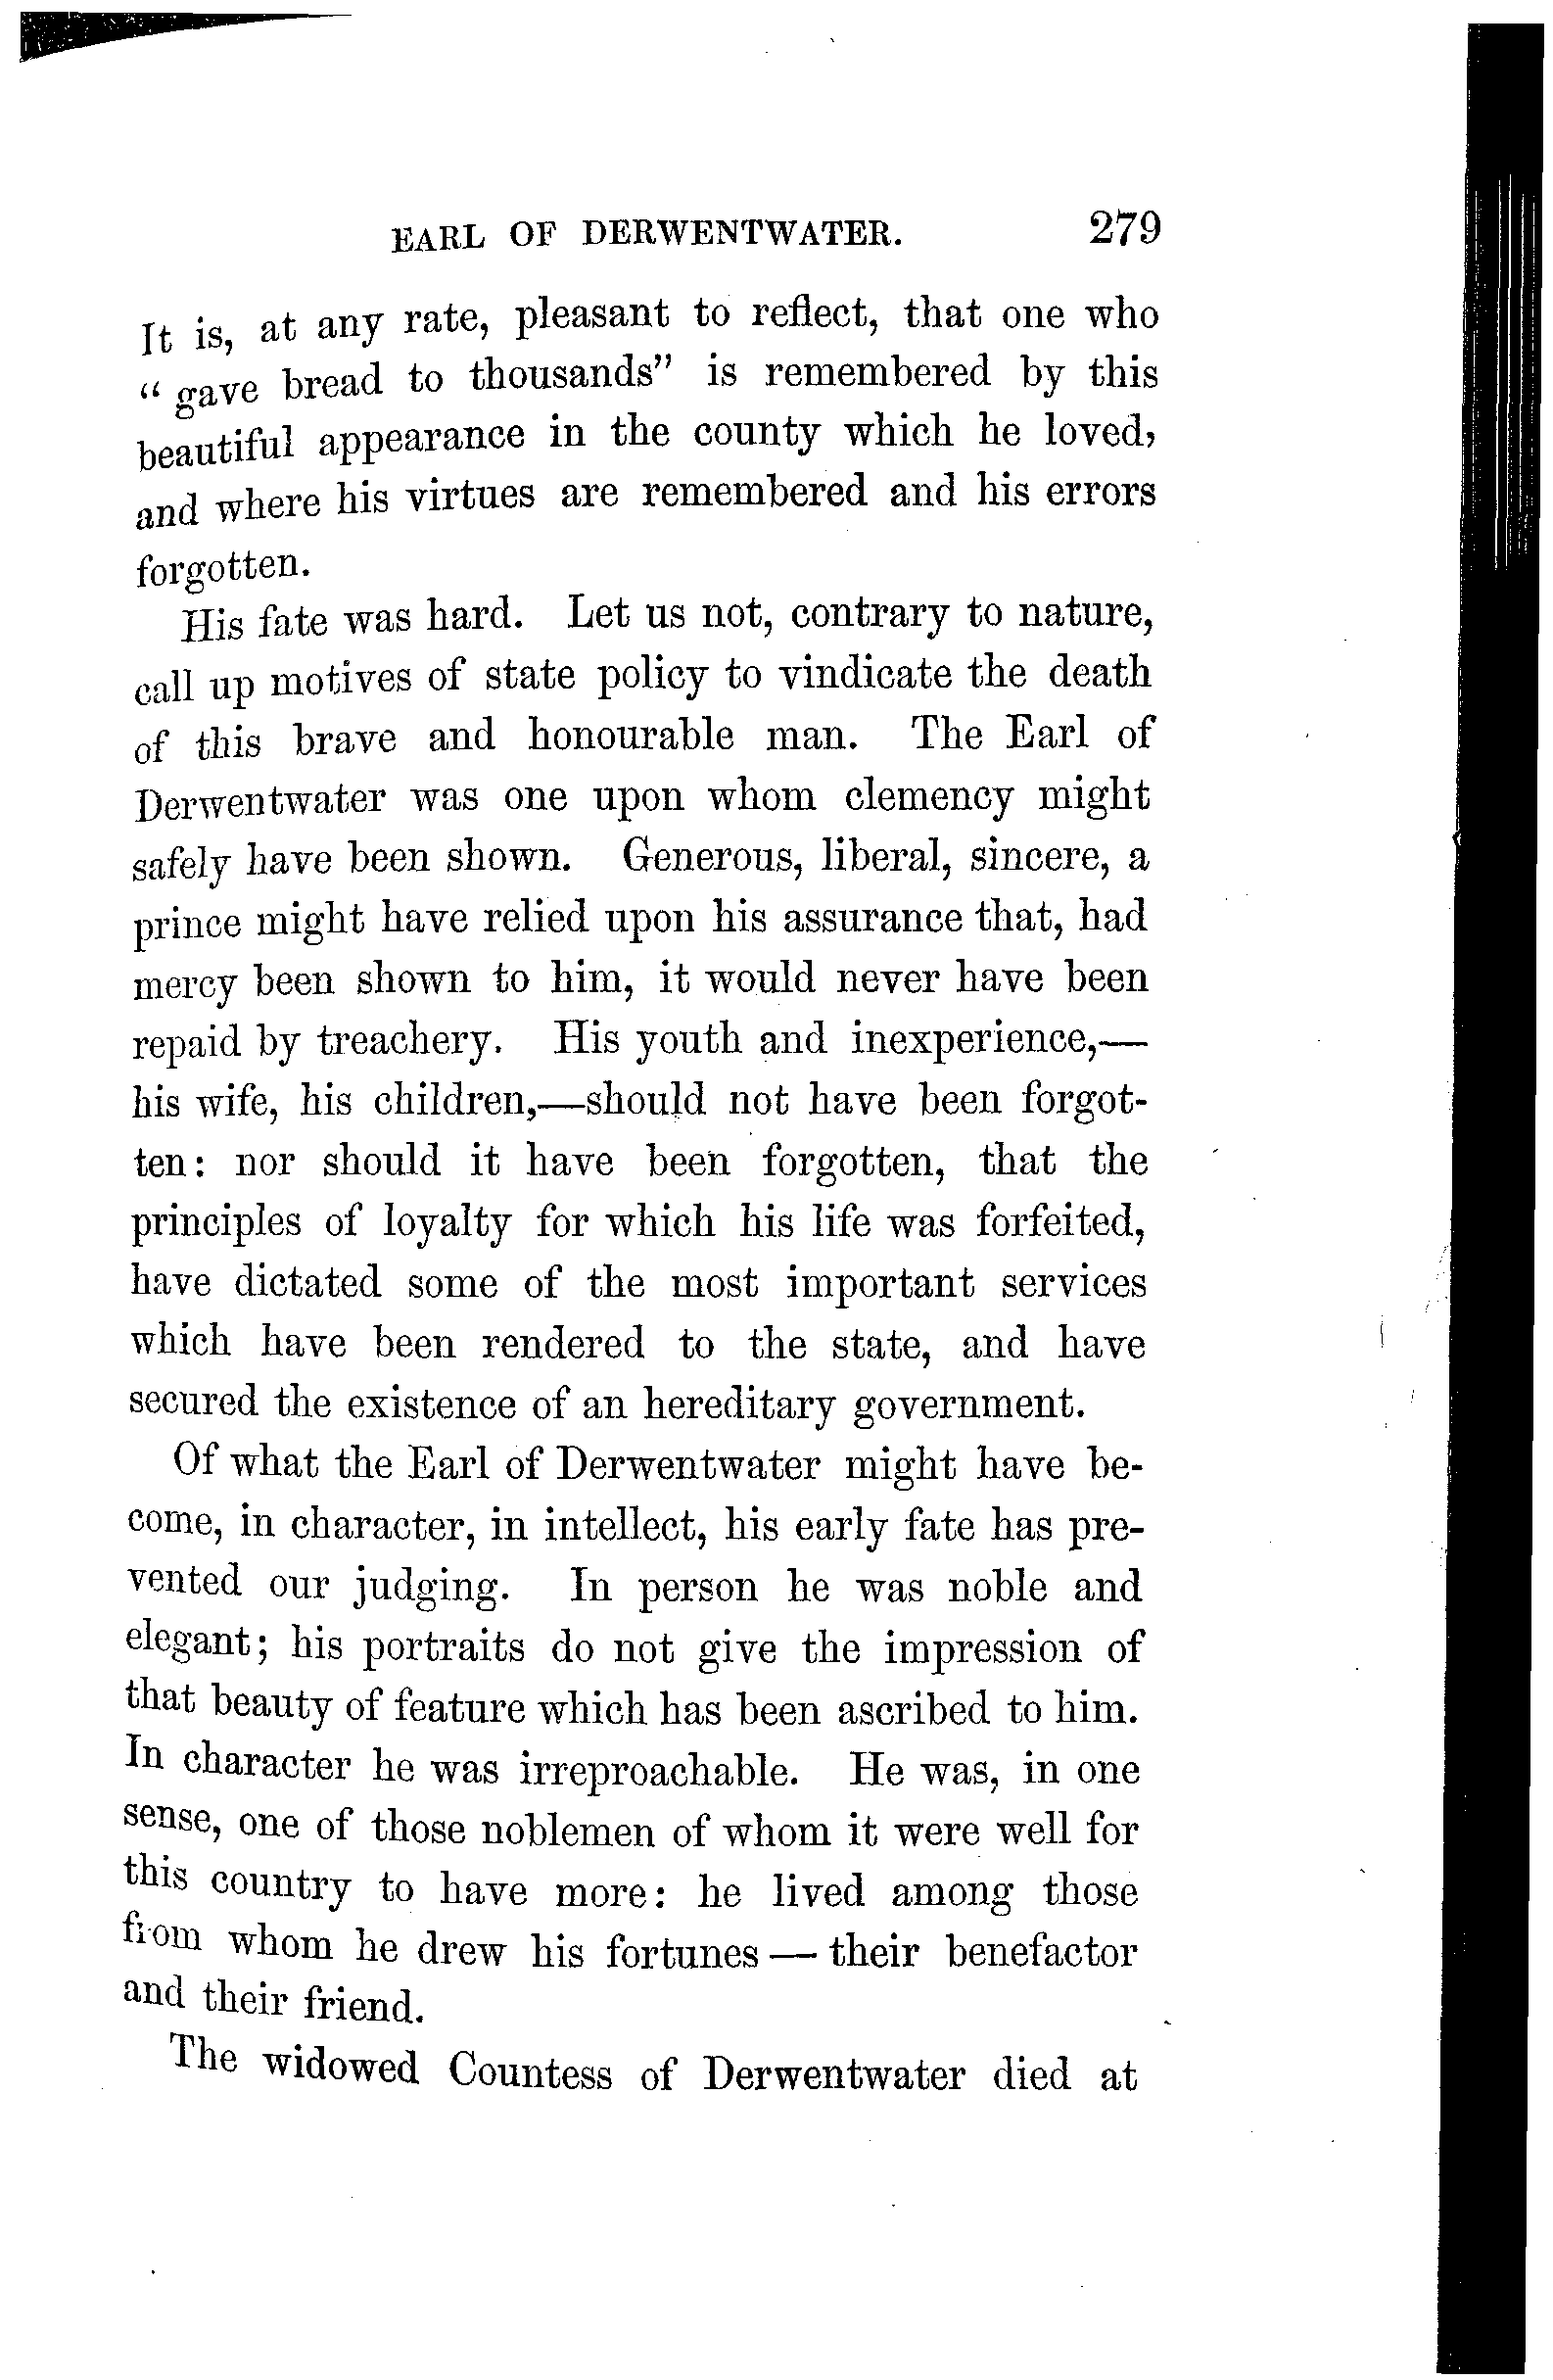 EARL OF DERWENTWATER. 279
It is, at any rate, pleasant to reflect, that one who
"gave bread to thousands" is remembered by this
beautiful appearance in the county which he loved,
and where his virtues are remembered and his errors
forgotten.
His fate was hard. Let us not, contrary to nature,
call up motives of state policy to vindicate the death
of this brave and honourable man. The Earl of
Derwentwater was one upon whom clemency might
safely have been shown. Generous, liberal, sincere, a
prince might have relied upon his assurance that, had
mercy been shown to him, it would never have been
repaid by treachery. His youth and inexperience,—
his wife, his children,—should not have been forgot-
ten: nor should it have been forgotten, that the
principles of loyalty for which his life was forfeited,
have dictated some of the most important services
which have been rendered to the state, and have
secured the existence of an hereditary government.
Of what the Earl of Derwentwater might have be-
come, in character, in intellect, his early fate has pre-
vented our judging. In person he was noble and
elegant; his portraits do not give the impression of
that beauty of feature which has been ascribed to him.
In character he was irreproachable. He was, in one
sense, one of those noblemen of whom it were well for
this country to have more: he lived among those
from whom he drew his fortunes — their benefactor
and their friend.
The widowed Countess of Derwentwater died at